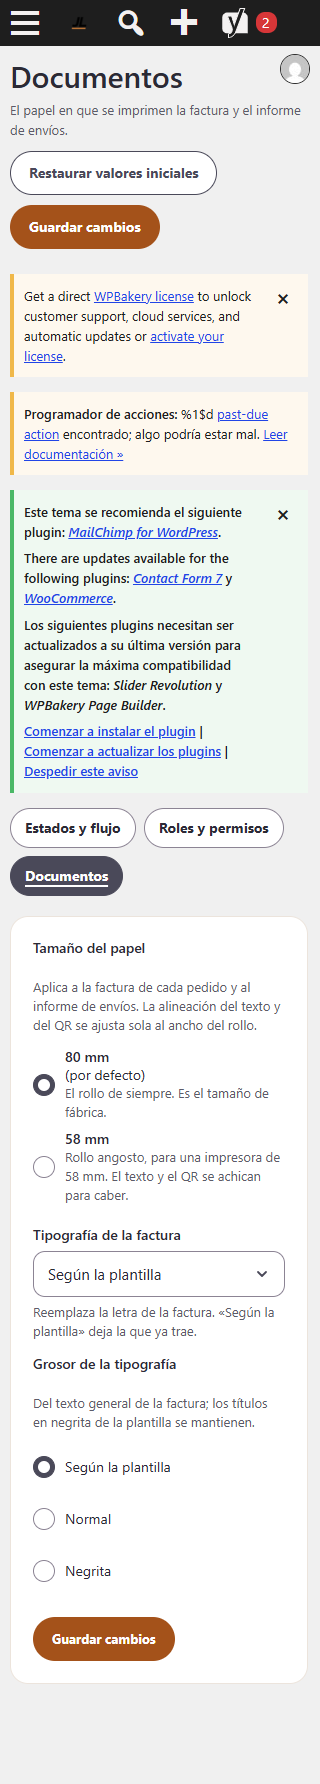 2
Documentos
El papel en que se imprimen la factura y el informe
de envíos.
Restaurar valores iniciales
Guardar cambios
Get a direct WPBakery license to unlock
customer support, cloud services, and
automatic updates or activate your
license.
Programador de acciones: %1$d past-due
action encontrado; algo podría estar mal. Leer
documentación »
Este tema se recomienda el siguiente
plugin: MailChimp for WordPress.
There are updates available for the
following plugins: Contact Form 7 y
WooCommerce.
Los siguientes plugins necesitan ser
actualizados a su última versión para
asegurar la máxima compatibilidad
con este tema: Slider Revolution y
WPBakery Page Builder.
Comenzar a instalar el plugin |
Comenzar a actualizar los plugins |
Despedir este aviso
Estados y flujo
Roles y permisos
Documentos
Tamaño del papel
Aplica a la factura de cada pedido y al
informe de envíos. La alineación del texto y
del QR se ajusta sola al ancho del rollo.
80 mm
(por defecto)
El rollo de siempre. Es el tamaño de
fábrica.
58 mm
Rollo angosto, para una impresora de
58 mm. El texto y el QR se achican
para caber.
Tipografía de la factura
Según la plantilla
Reemplaza la letra de la factura. «Según la
plantilla» deja la que ya trae.
Grosor de la tipografía
Del texto general de la factura; los títulos
en negrita de la plantilla se mantienen.
Según la plantilla
Normal
Negrita
Guardar cambios